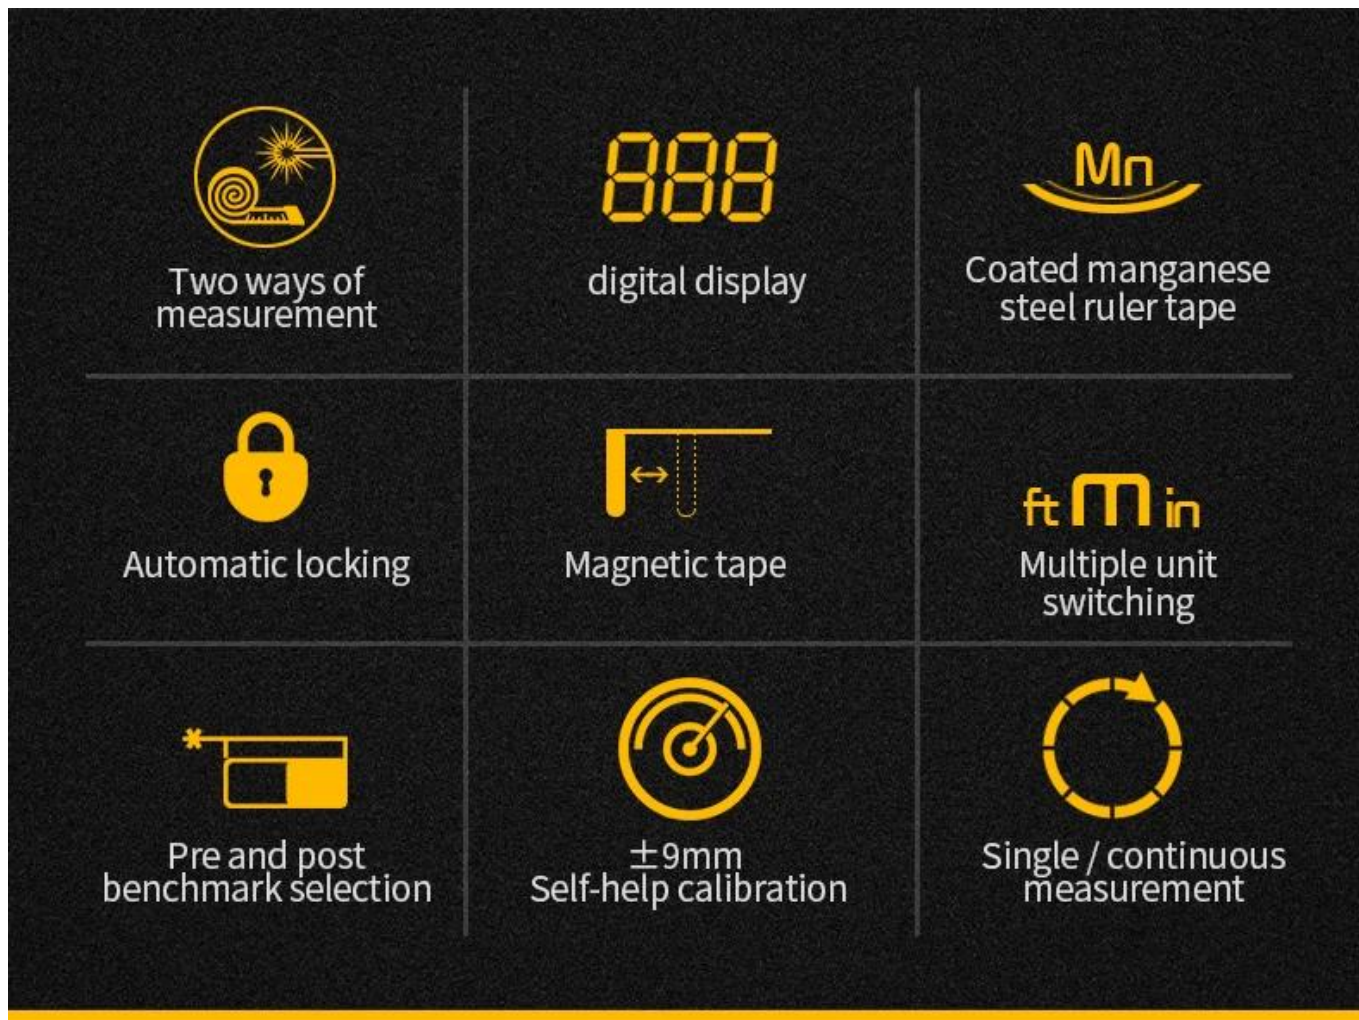 Two ways of
measurement
888
digital display
Mn
Coated manganese
steel ruler tape
Automatic locking
Magnetic tape
ft m in
Multiple unit
switching
Pre and post
benchmark selection
±9mm
Self-help calibration
Single / continuous
measurement